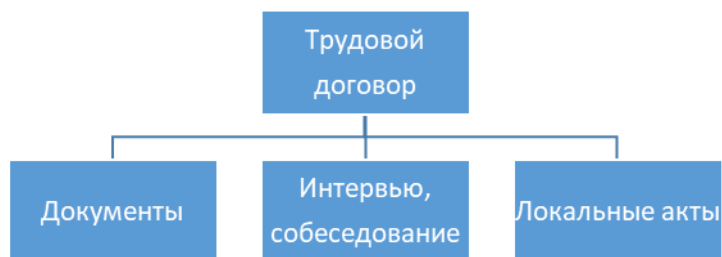 Трудовой
договор
Документы
Интервью,
собеседование
Локальные акты